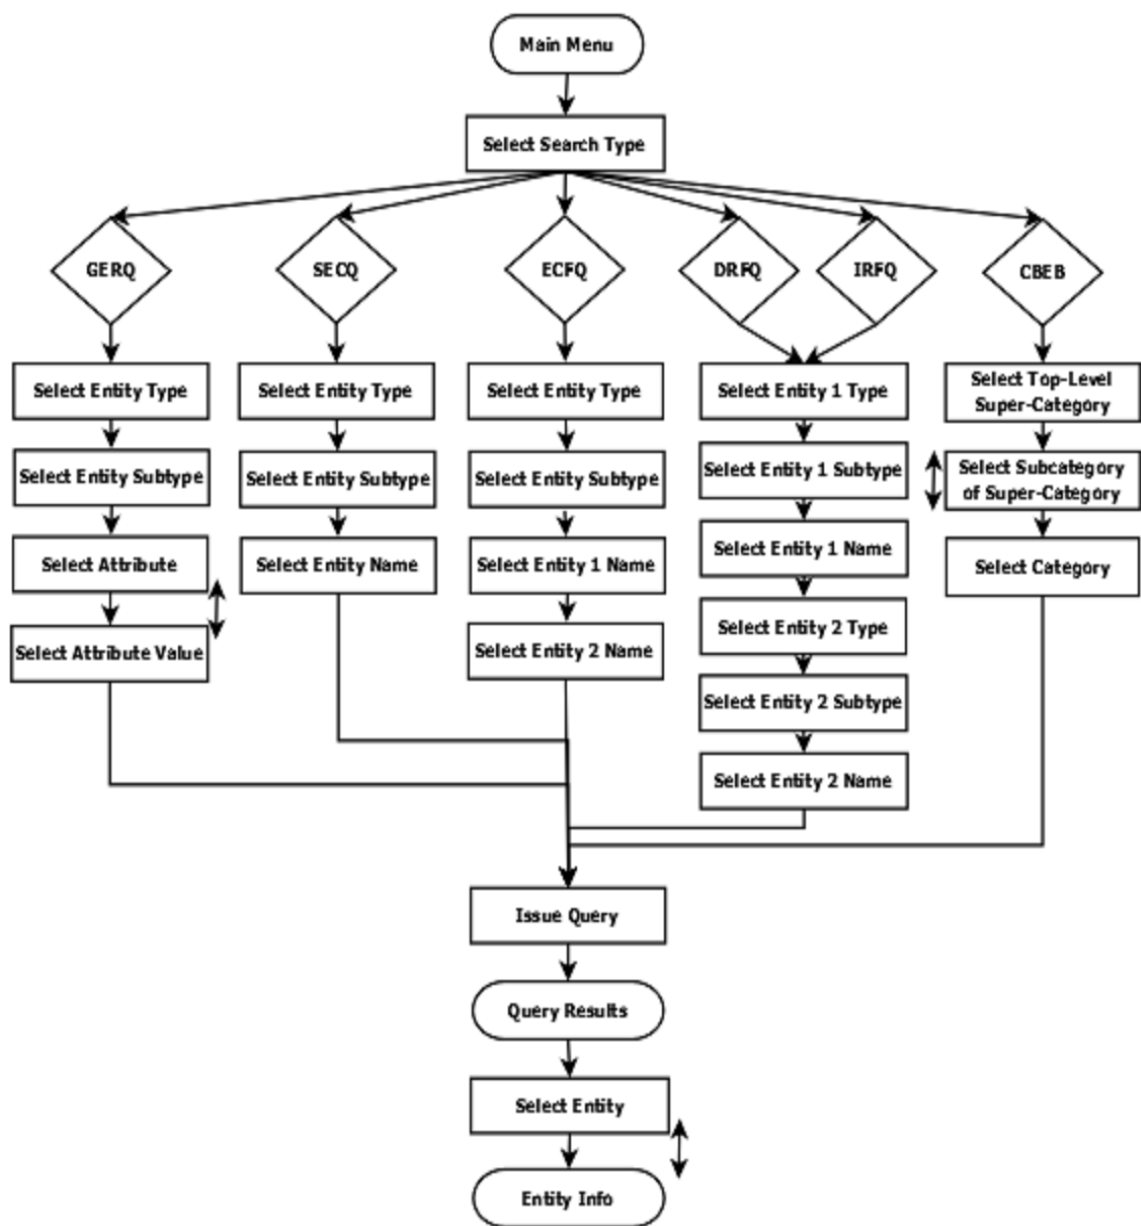 Main Menu
Select Search Type
GERQ
SECQ
ECFQ
DRFQ
IRFQ
CBEB
Select Entity Type
Select Entity Subtype
Select Attribute
Select Attribute Value
Select Entity Type
Select Entity Subtype
Select Entity Name
Select Entity Type
Select Entity Subtype
Select Entity 1 Name
Select Entity 2 Name
Select Entity 1 Type
Select Entity 1 Subtype
Select Entity 1 Name
Select Entity 2 Type
Select Entity 2 Subtype
Select Entity 2 Name
Select Top-Level
Super-Category
Select Subcategory
of Super-Category
Select Category
Issue Query
Query Results
Select Entity
Entity Info